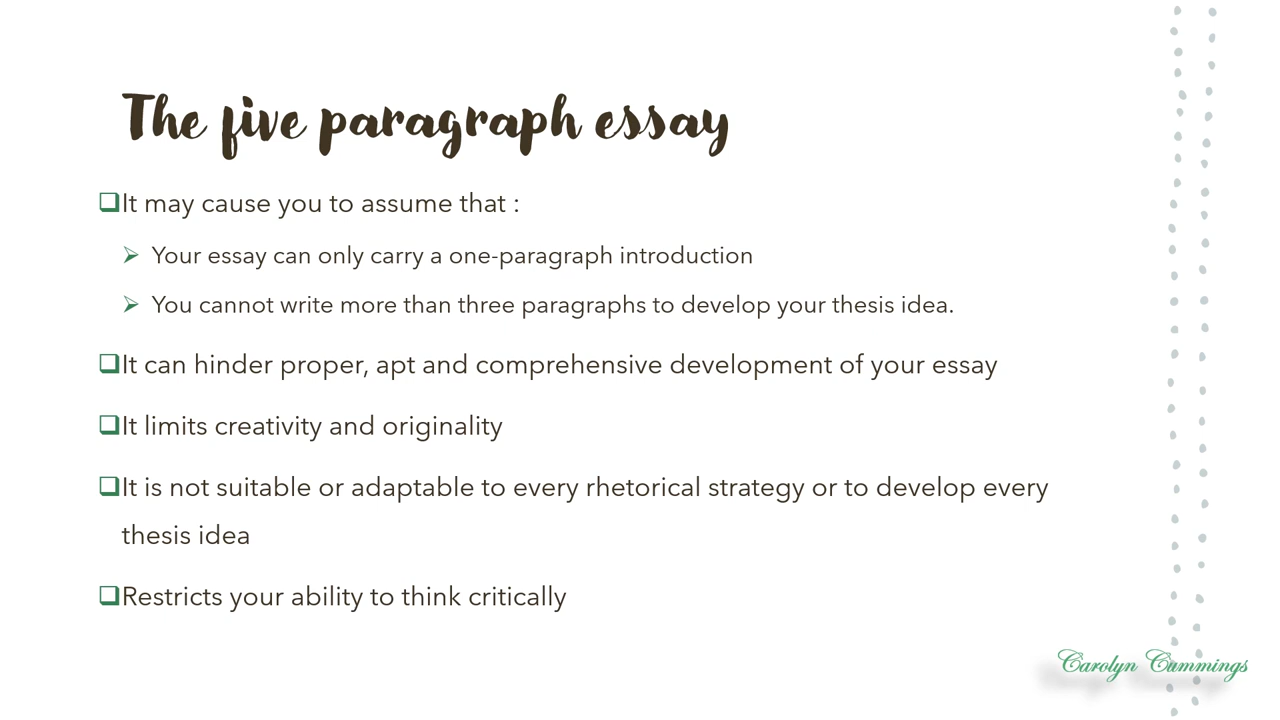 The five paragraph essay
It may cause you to assume that :
Your essay can only carry a one-paragraph introduction
You cannot write more than three paragraphs to develop your thesis idea.
It can hinder proper, apt and comprehensive development of your essay
It limits creativity and originality
It is not suitable or adaptable to every rhetorical strategy or to develop every
thesis idea
Restricts your ability to think critically
Carolyn Cummings